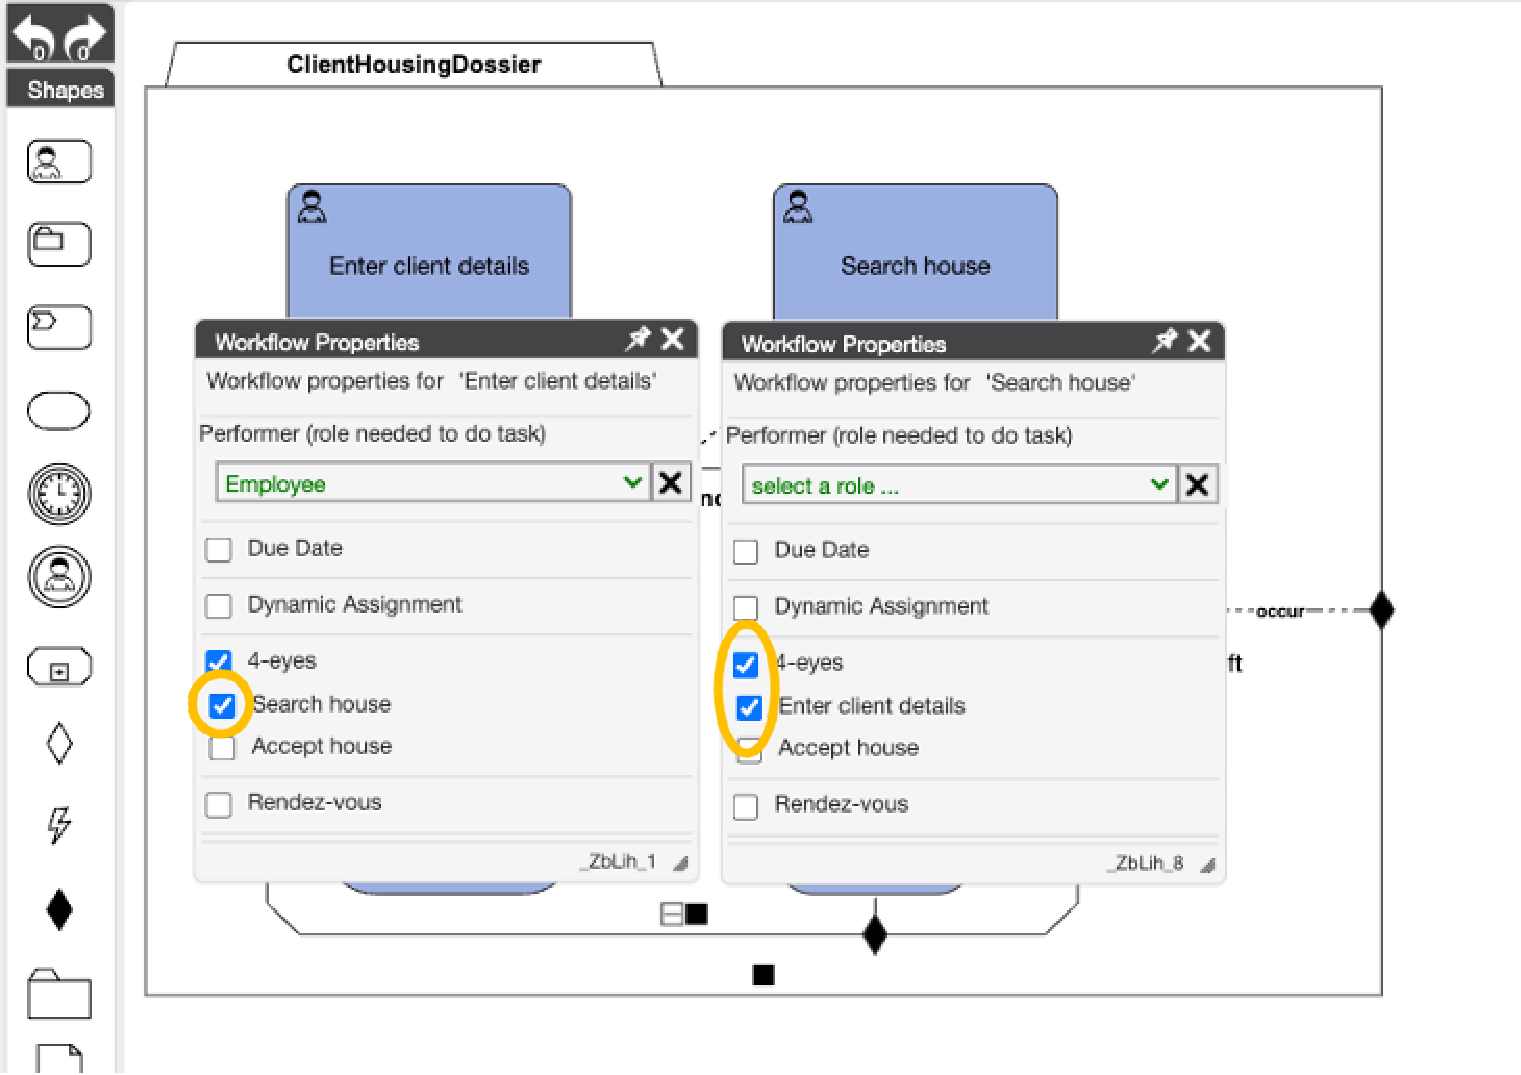 0 0
Shapes
ClientHousingDossier
Enter client details
Search house
Workflow Properties
Workflow properties for 'Enter client details'
Performer (role needed to do task)
Employee
Due Date
Dynamic Assignment
4-eyes
Search house
Accept house
Rendez-vous
_ZbLih_1
Workflow Properties
Workflow properties for 'Search house'
Performer (role needed to do task)
select a role ...
Due Date
Dynamic Assignment
4-eyes
Enter client details
Accept house
Rendez-vous
_ZbLih_8
occur